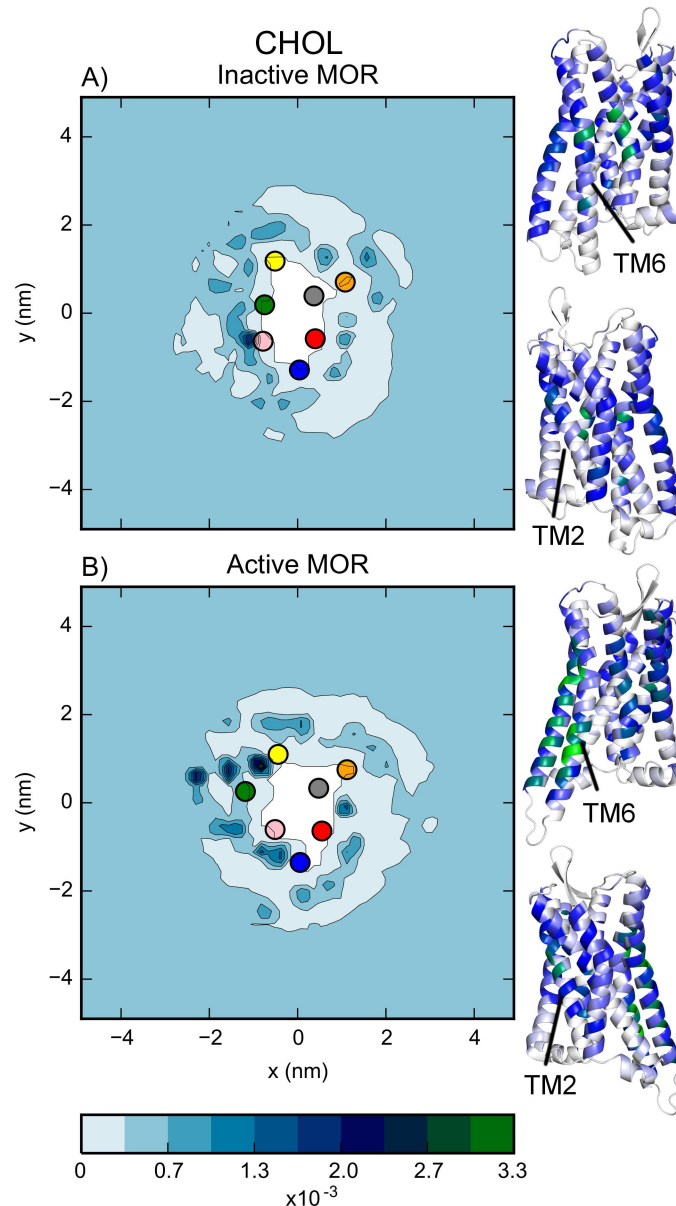 CHOL
A) Inactive MOR
4
2
0
−2
−4
y (nm)
TM6
TM2
B) Active MOR
4
2
0
−2
−4
y (nm)
−4 −2 0 2 4
x (nm)
TM6
TM2
0 0.7 1.3 2.0 2.7 3.3
x10⁻³